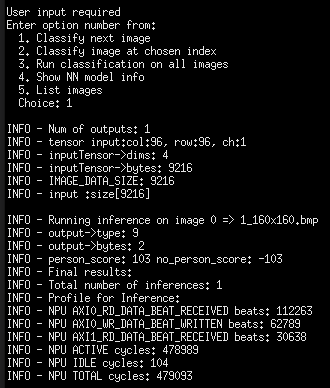 User input required
Enter option number from:
1. Classify next image
2. Classify image at chosen index
3. Run classification on all images
4. Show NN model info
5. List images
Choice: 1
INFO - Num of outputs: 1
INFO - tensor input:col:96, row:96, ch:1
INFO - inputTensor->dims: 4
INFO - inputTensor->bytes: 9216
INFO - IMAGE_DATA_SIZE: 9216
INFO - input :size[9216]
INFO - Running inference on image 0 => 1_160x160.bmp
INFO - output->type: 9
INFO - output->bytes: 2
INFO - person_score: 103 no_person_score: -103
INFO - Final results:
INFO - Total number of inferences: 1
INFO - Profile for Inference:
INFO - NPU AXI0_RD_DATA_BEAT_RECEIVED beats: 112263
INFO - NPU AXI0_WR_DATA_BEAT_WRITTEN beats: 62789
INFO - NPU AXI1_RD_DATA_BEAT_RECEIVED beats: 30638
INFO - NPU ACTIVE cycles: 478989
INFO - NPU IDLE cycles: 104
INFO - NPU TOTAL cycles: 479093